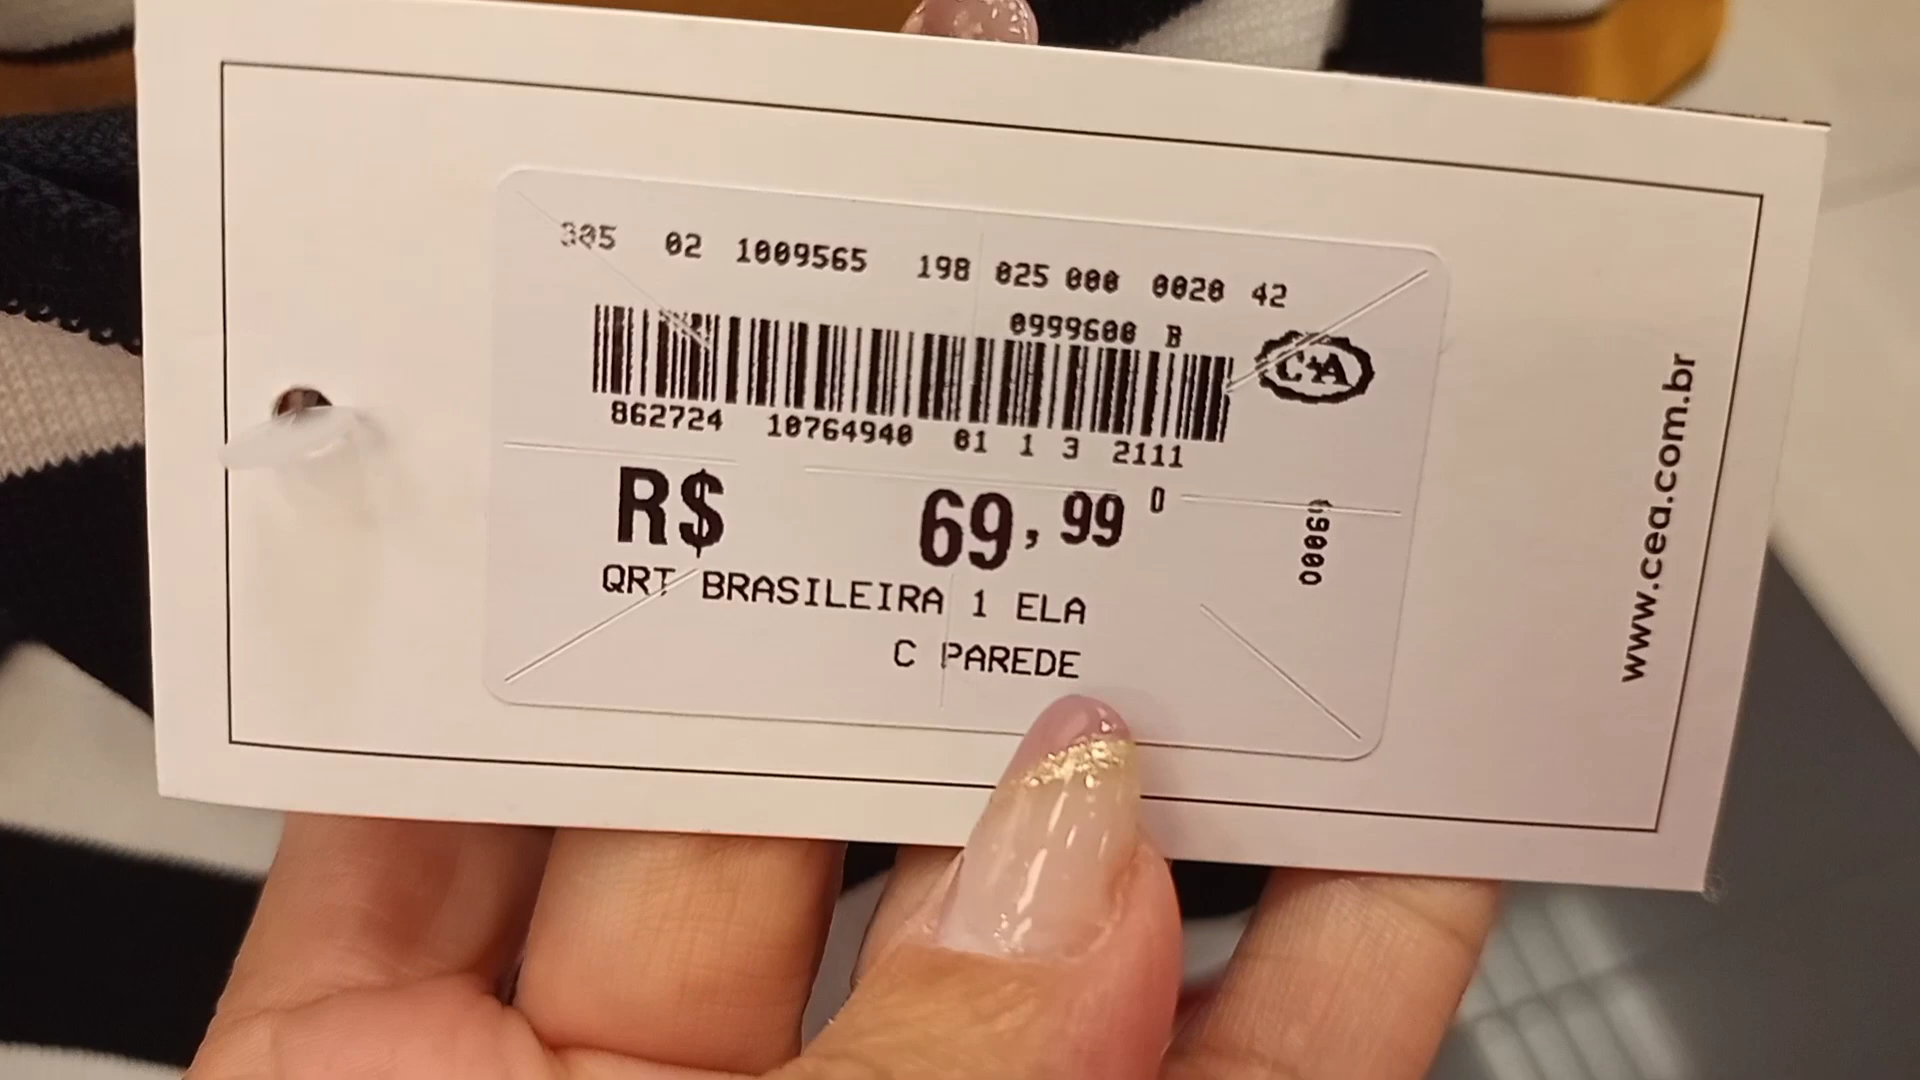 305 02 1009565 198 025 000 0020 42
0999600 B
C&A
862724 10764940 01 1 3 2111
R$ 69,99 0
69000
QRT BRASILEIRA 1 ELA
C PAREDE
www.cea.com.br